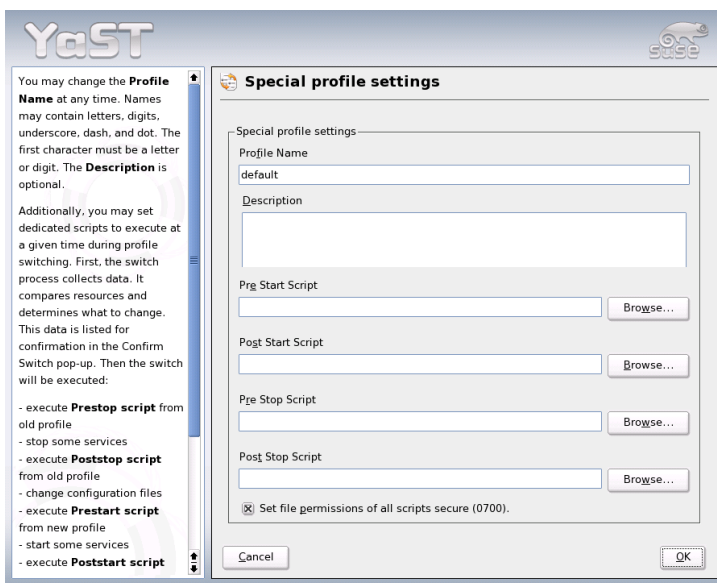 YaST
SUSE
You may change the Profile
Name at any time. Names
may contain letters, digits,
underscore, dash, and dot. The
first character must be a letter
or digit. The Description is
optional.
Additionally, you may set
dedicated scripts to execute at
a given time during profile
switching. First, the switch
process collects data. It
compares resources and
determines what to change.
This data is listed for
confirmation in the Confirm
Switch pop-up. Then the switch
will be executed:
- execute Prestop script from
old profile
- stop some services
- execute Poststop script
from old profile
- change configuration files
- execute Prestart script
from new profile
- start some services
- execute Poststart script
Special profile settings
Special profile settings
Profile Name
default
Description
Pre Start Script
Browse...
Post Start Script
Browse...
Pre Stop Script
Browse...
Post Stop Script
Browse...
Set file permissions of all scripts secure (0700).
Cancel
OK